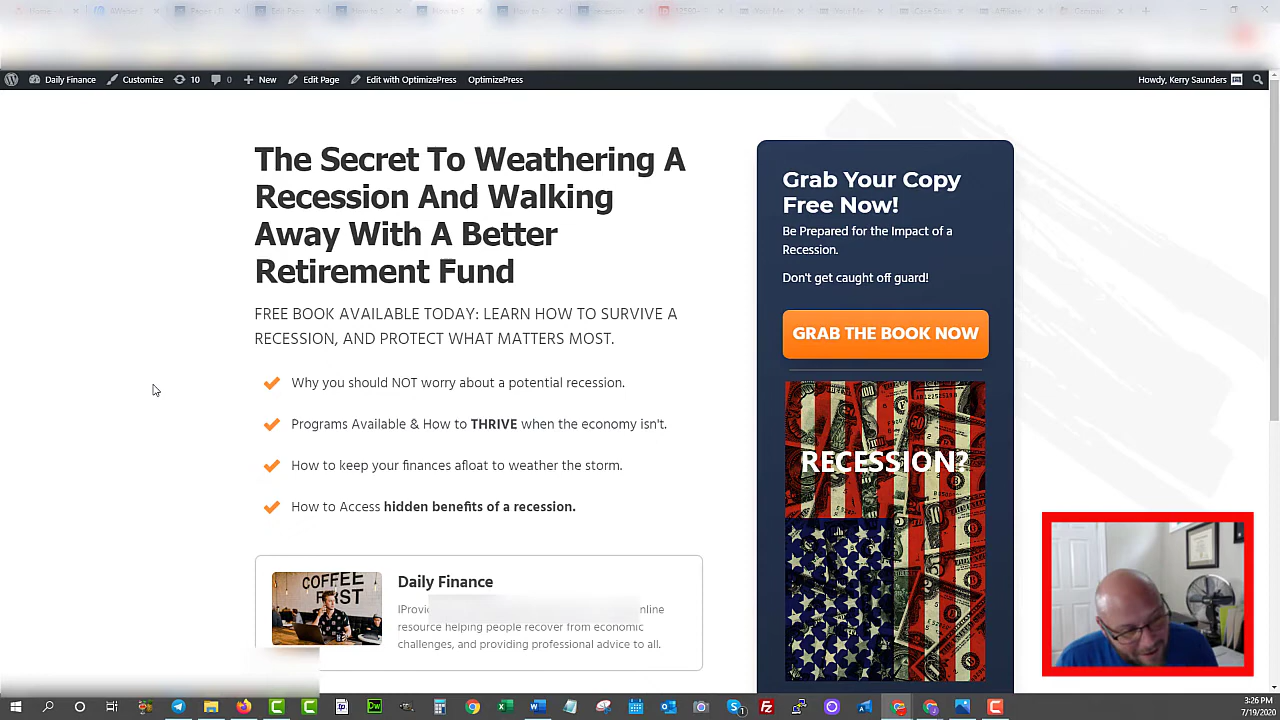 Daily Finance Customize 10 0 New Edit Page Edit with OptimizePress OptimizePress Howdy, Kerry Saunders
The Secret To Weathering A
Recession And Walking
Away With A Better
Retirement Fund
FREE BOOK AVAILABLE TODAY: LEARN HOW TO SURVIVE A
RECESSION, AND PROTECT WHAT MATTERS MOST.
Why you should NOT worry about a potential recession.
Programs Available & How to THRIVE when the economy isn't.
How to keep your finances afloat to weather the storm.
How to Access hidden benefits of a recession.
COFFEE
FIRST
Daily Finance
resource helping people recover from economic
challenges, and providing professional advice to all.
Grab Your Copy
Free Now!
Be Prepared for the Impact of a
Recession.
Don't get caught off guard!
GRAB THE BOOK NOW
RECESSION?
3:26 PM
7/19/2020